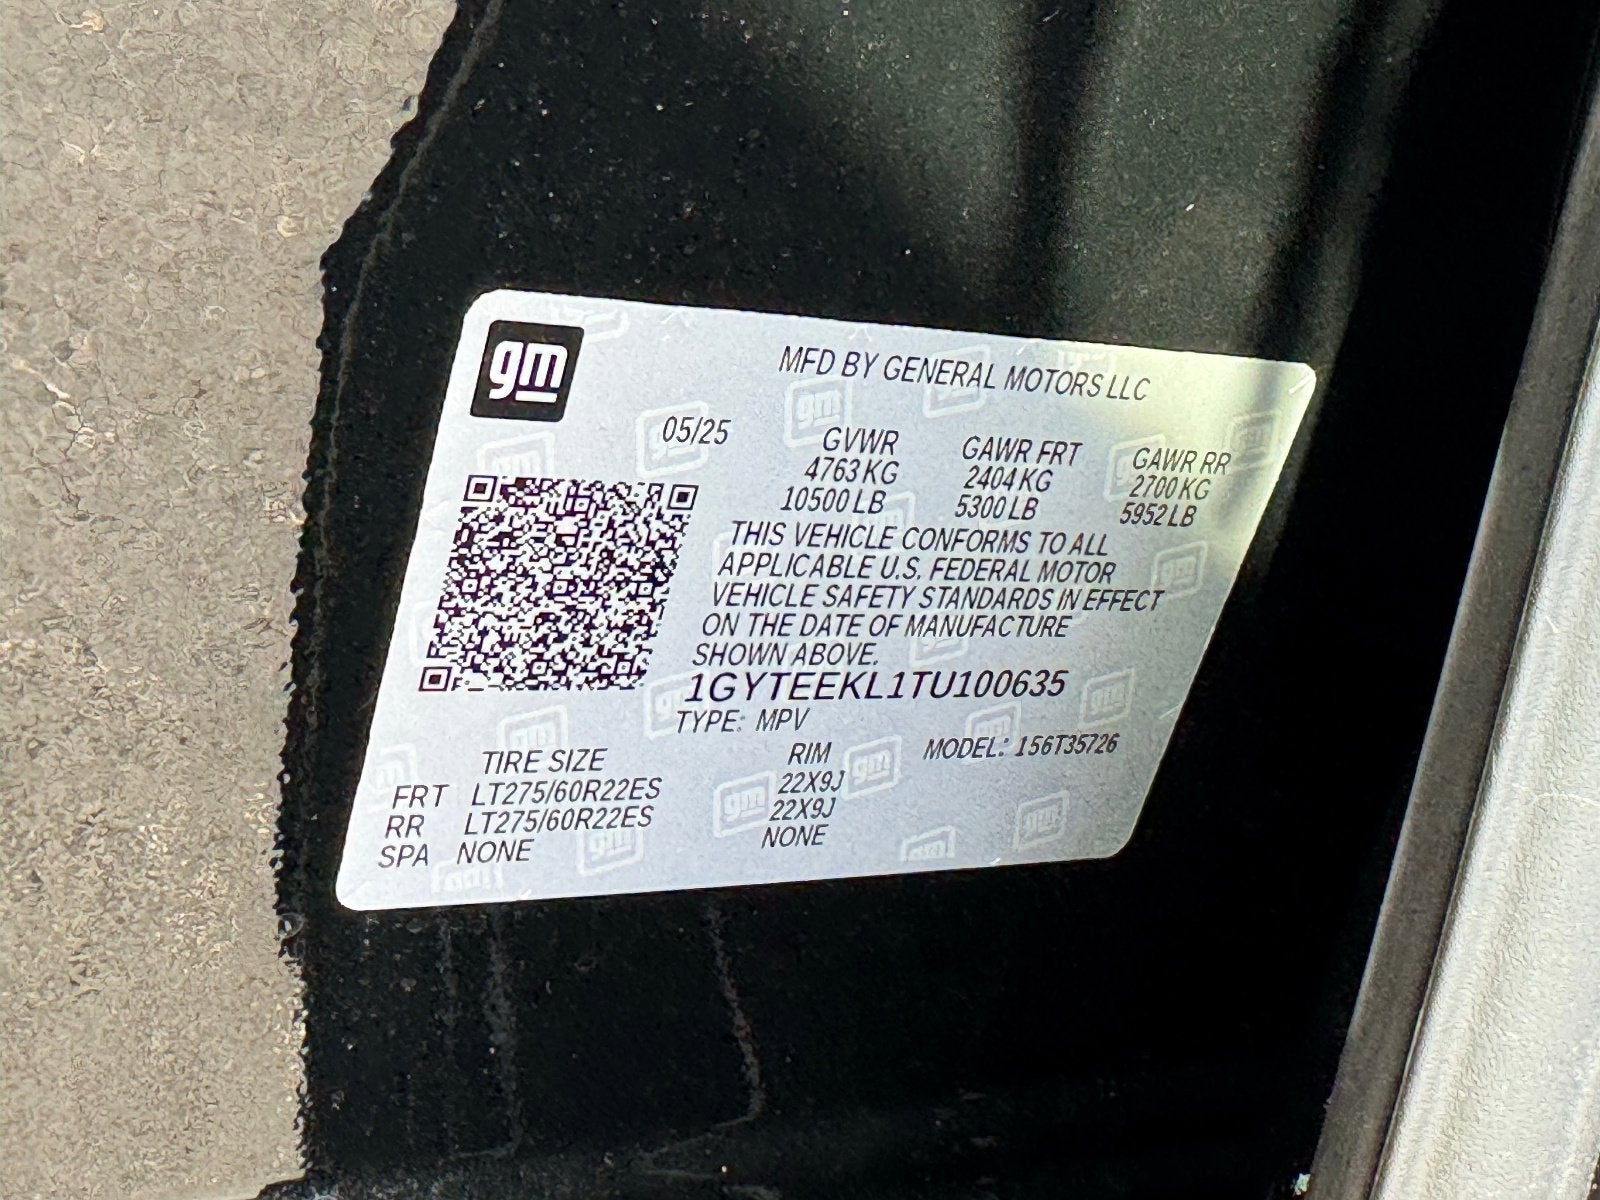 gm
MFD BY GENERAL MOTORS LLC
05/25
GVWR GAWR FRT GAWR RR
4763 KG 2404 KG 2700 KG
10500 LB 5300 LB 5952 LB
THIS VEHICLE CONFORMS TO ALL
APPLICABLE U.S. FEDERAL MOTOR
VEHICLE SAFETY STANDARDS IN EFFECT
ON THE DATE OF MANUFACTURE
SHOWN ABOVE.
1GYTEEKL1TU100635
TYPE: MPV
MODEL: 156T35726
TIRE SIZE RIM
FRT LT275/60R22ES 22X9J
RR LT275/60R22ES 22X9J
SPA NONE NONE